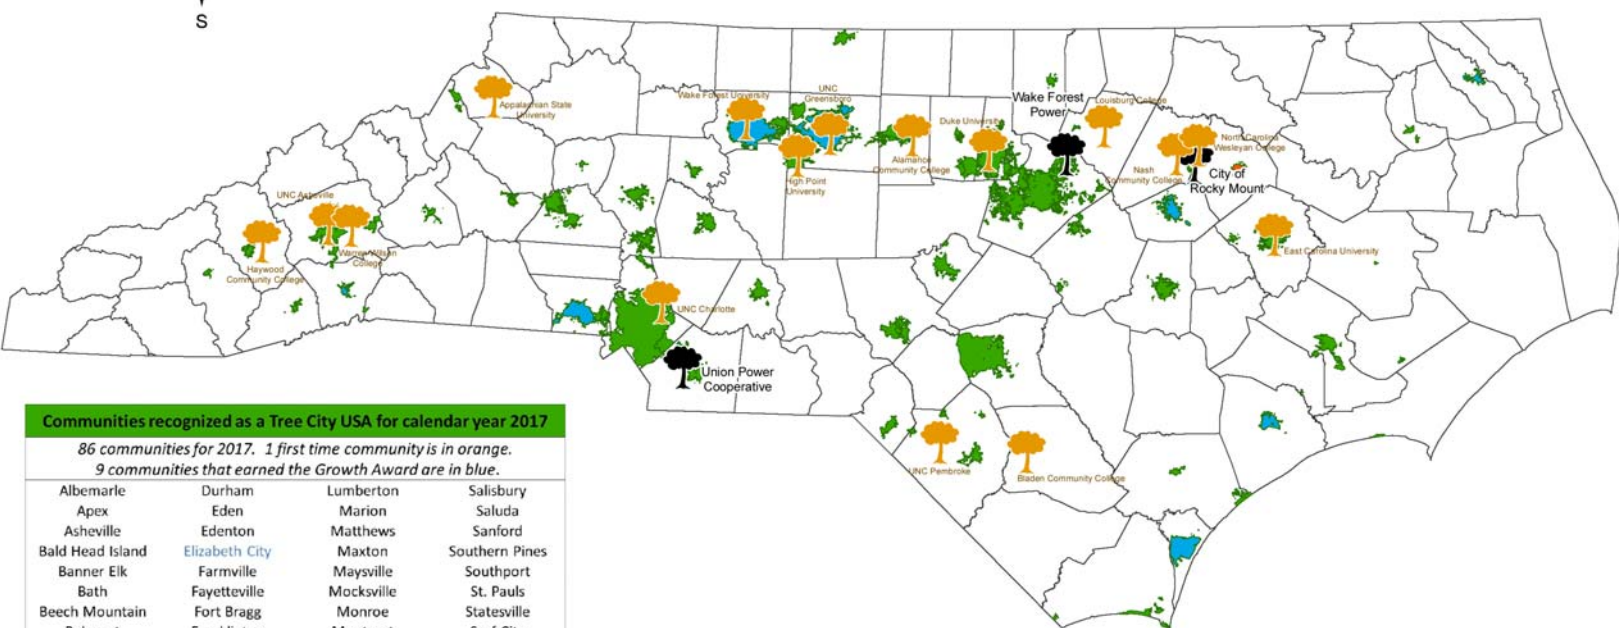 S
Appalachian State
University
Wake Forest University
UNC
Greensboro
Wake Forest
Power
Louisburg College
Duke University
North Carolina
Wesleyan College
Alamance
Community College
Nash
Community College
City of
Rocky Mount
High Point
University
UNC Asheville
Warren Wilson
College
Haywood
Community College
East Carolina University
UNC Charlotte
Union Power
Cooperative
UNC Pembroke
Bladen Community College
Communities recognized as a Tree City USA for calendar year 2017
86 communities for 2017. 1 first time community is in orange.
9 communities that earned the Growth Award are in blue.
Albemarle Durham Lumberton Salisbury
Apex Eden Marion Saluda
Asheville Edenton Matthews Sanford
Bald Head Island Elizabeth City Maxton Southern Pines
Banner Elk Farmville Maysville Southport
Bath Fayetteville Mocksville St. Pauls
Beech Mountain Fort Bragg Monroe Statesville